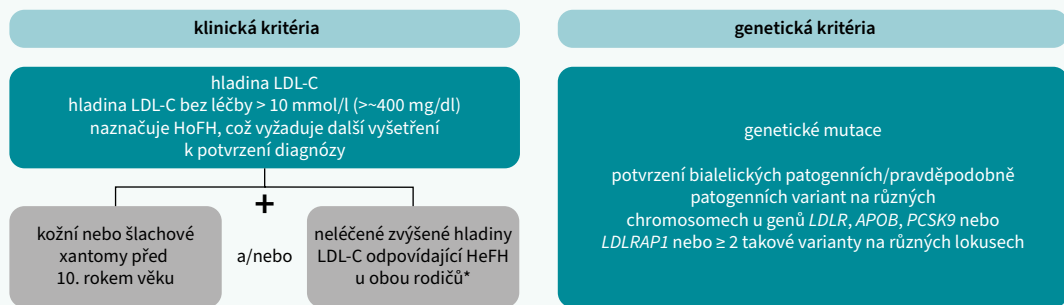 klinická kritéria
hladina LDL-C
hladina LDL-C bez léčby > 10 mmol/l (>~400 mg/dl)
naznačuje HoFH, což vyžaduje další vyšetření
k potvrzení diagnózy
+
kožní nebo šlachové
xantomy před
10. rokem věku
a/nebo
neléčené zvýšené hladiny
LDL-C odpovídající HeFH
u obou rodičů*
genetická kritéria
genetické mutace
potvrzení bialelických patogenních/pravděpodobně
patogenních variant na různých
chromosomech u genů LDLR, APOB, PCSK9 nebo
LDLRAP1 nebo ≥ 2 takové varianty na různých lokusech